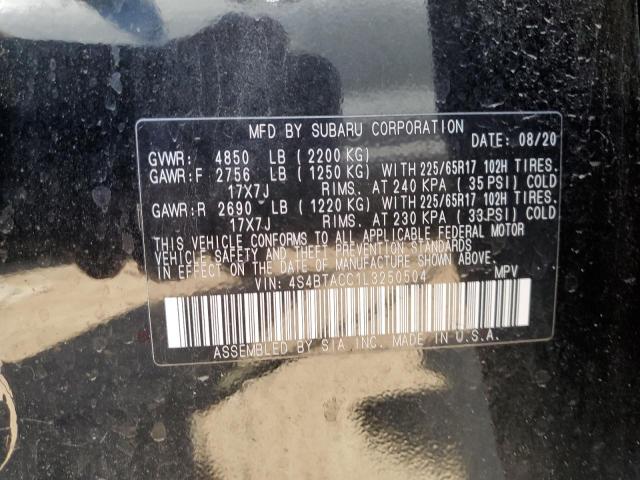 MFD BY SUBARU CORPORATION
DATE: 08/20
GVWR: 4850 LB (2200 KG)
GAWR:F 2756 LB (1250 KG) WITH 225/65R17 102H TIRES.
17X7J RIMS. AT 240 KPA (35 PSI) COLD
GAWR:R 2690 LB (1220 KG) WITH 225/65R17 102H TIRES.
17X7J RIMS. AT 230 KPA (33 PSI) COLD
THIS VEHICLE CONFORMS TO ALL APPLICABLE FEDERAL MOTOR
VEHICLE SAFETY AND THEFT PREVENTION STANDARDS
IN EFFECT ON THE DATE OF MANUFACTURE SHOWN ABOVE.
VIN: 4S4BTACC1L3250504 MPV
ASSEMBLED BY SIA INC. MADE IN U.S.A.